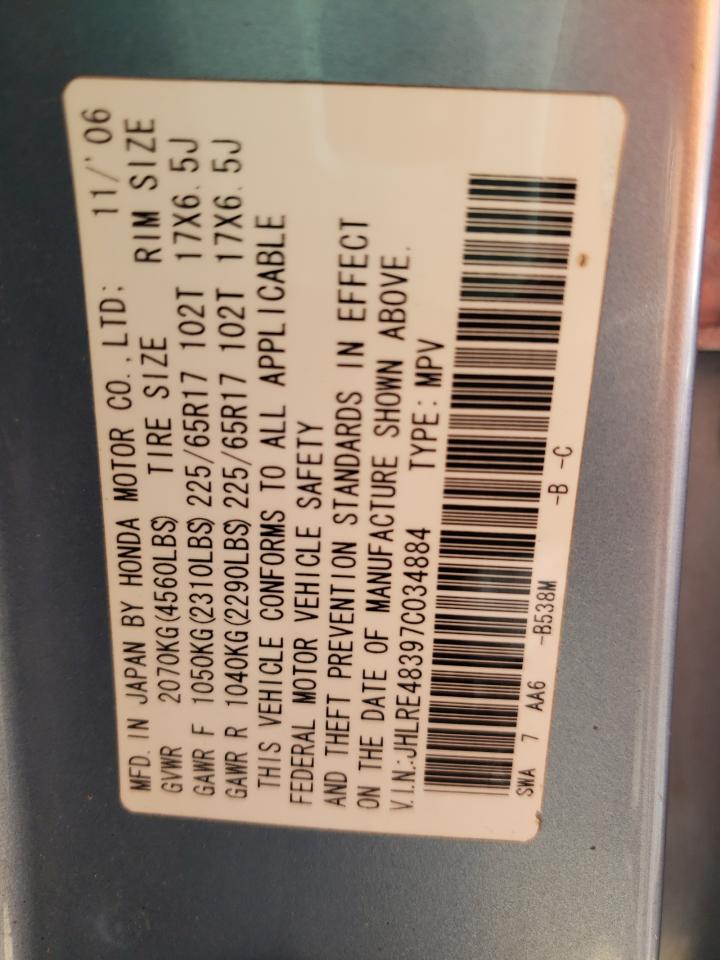 MFD. IN JAPAN BY HONDA MOTOR CO.,LTD: 11/'06
GVWR 2070KG(4560LBS) TIRE SIZE RIM SIZE
GAWR F 1050KG(2310LBS) 225/65R17 102T 17X6.5J
GAWR R 1040KG(2290LBS) 225/65R17 102T 17X6.5J
THIS VEHICLE CONFORMS TO ALL APPLICABLE
FEDERAL MOTOR VEHICLE SAFETY
AND THEFT PREVENTION STANDARDS IN EFFECT
ON THE DATE OF MANUFACTURE SHOWN ABOVE.
V.I.N.:JHLRE48397C034884 TYPE: MPV
SWA 7 AA6 -B538M -B -C